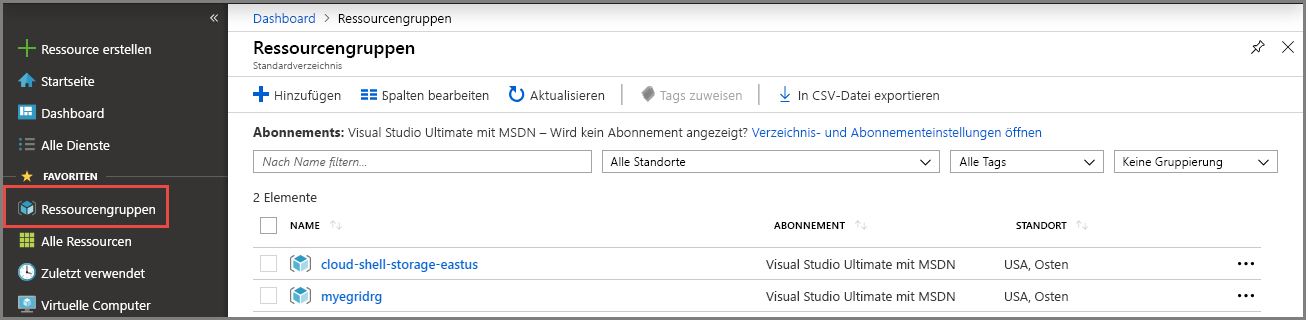 «
Ressource erstellen
Startseite
Dashboard
Alle Dienste
FAVORITEN
Ressourcengruppen
Alle Ressourcen
Zuletzt verwendet
Virtuelle Computer
Dashboard > Ressourcengruppen
Ressourcengruppen
Standardverzeichnis
Hinzufügen Spalten bearbeiten Aktualisieren Tags zuweisen In CSV-Datei exportieren
Abonnements: Visual Studio Ultimate mit MSDN – Wird kein Abonnement angezeigt? Verzeichnis- und Abonnementeinstellungen öffnen
Nach Name filtern... Alle Standorte Alle Tags Keine Gruppierung
2 Elemente
NAME ABONNEMENT STANDORT
cloud-shell-storage-eastus Visual Studio Ultimate mit MSDN USA, Osten
myegridrg Visual Studio Ultimate mit MSDN USA, Osten